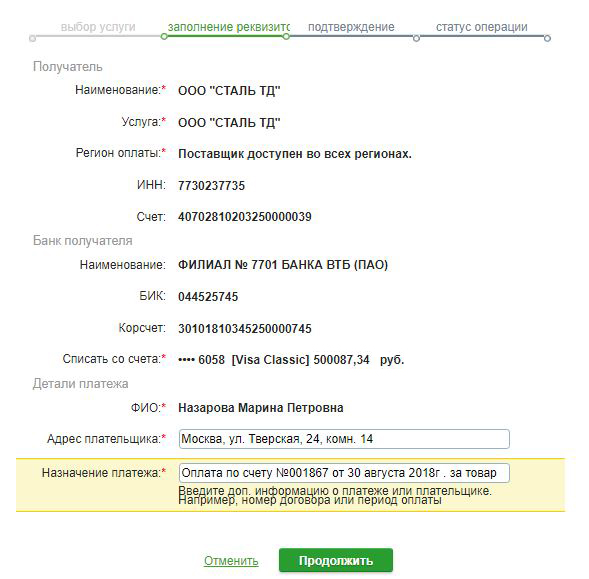 выбор услуги заполнение реквизитс подтверждение статус операции
Получатель
Наименование:* ООО "СТАЛЬ ТД"
Услуга:* ООО "СТАЛЬ ТД"
Регион оплаты:* Поставщик доступен во всех регионах.
ИНН: 7730237735
Счет: 40702810203250000039
Банк получателя
Наименование: ФИЛИАЛ № 7701 БАНКА ВТБ (ПАО)
БИК: 044525745
Корсчет: 30101810345250000745
Списать со счета:* •••• 6058 [Visa Classic] 500087,34 руб.
Детали платежа
ФИО:* Назарова Марина Петровна
Адрес плательщика:* Москва, ул. Тверская, 24, комн. 14
Назначение платежа:* Оплата по счету №001867 от 30 августа 2018г . за товар
Введите доп. информацию о платеже или плательщике.
Например, номер договора или период оплаты
Отменить Продолжить